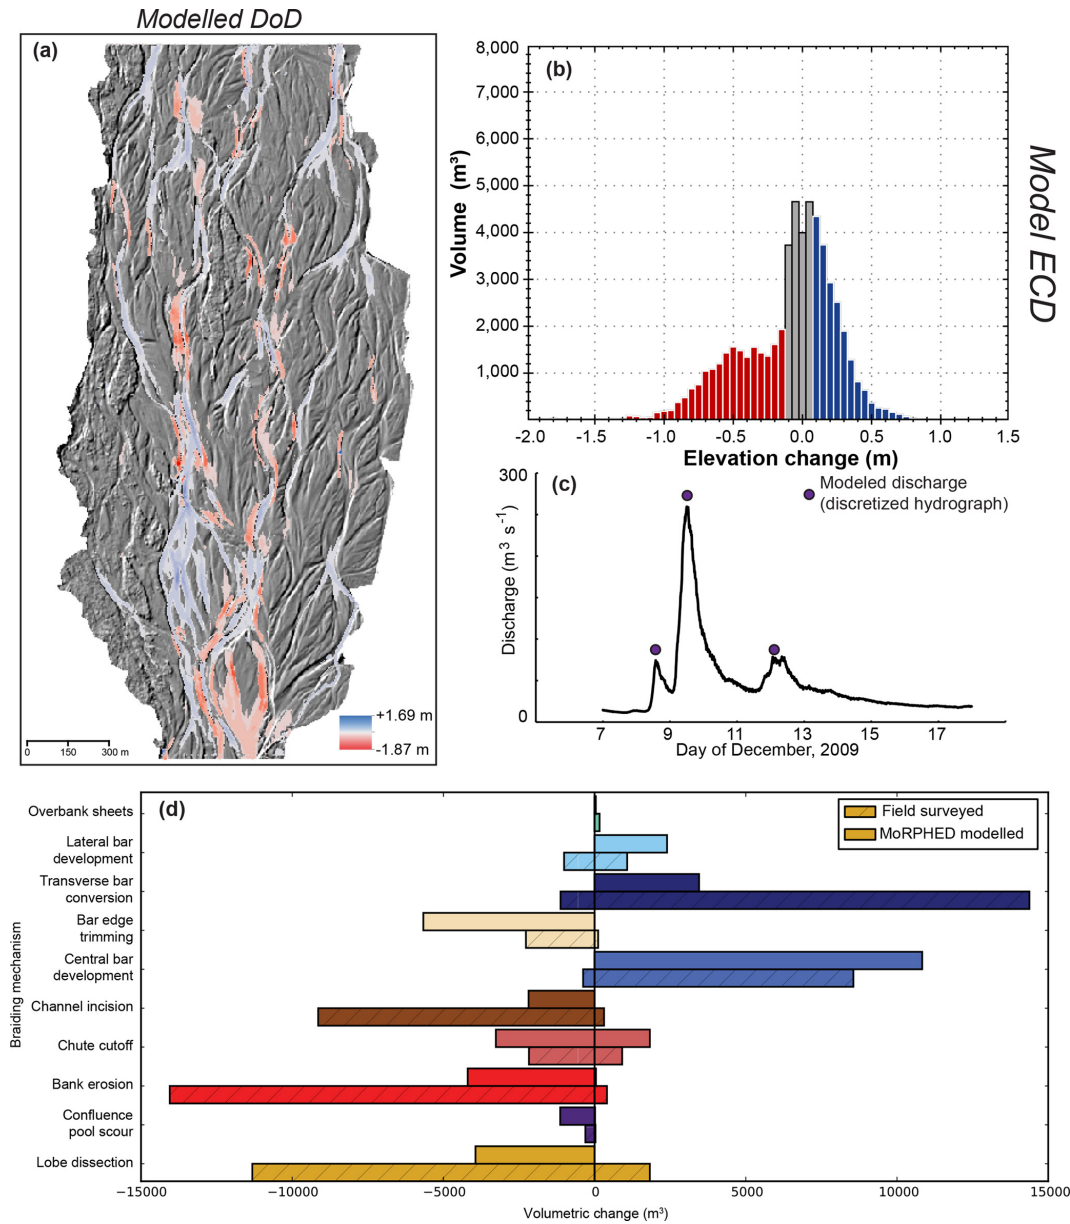 Modelled DoD
(a)
+1.69 m
-1.87 m
0 150 300 m
(b)
8,000
7,000
6,000
5,000
4,000
3,000
2,000
1,000
Volume (m³)
-2.0 -1.5 -1.0 -0.5 0.0 0.5 1.0 1.5
Elevation change (m)
Model ECD
(c)
Modeled discharge
(discretized hydrograph)
300
0
Discharge (m³ s⁻¹)
7 9 11 13 15 17
Day of December, 2009
(d)
Field surveyed
MoRPHED modelled
Braiding mechanism
Overbank sheets
Lateral bar
development
Transverse bar
conversion
Bar edge
trimming
Central bar
development
Channel incision
Chute cutoff
Bank erosion
Confluence
pool scour
Lobe dissection
−15000 −10000 −5000 0 5000 10000 15000
Volumetric change (m³)